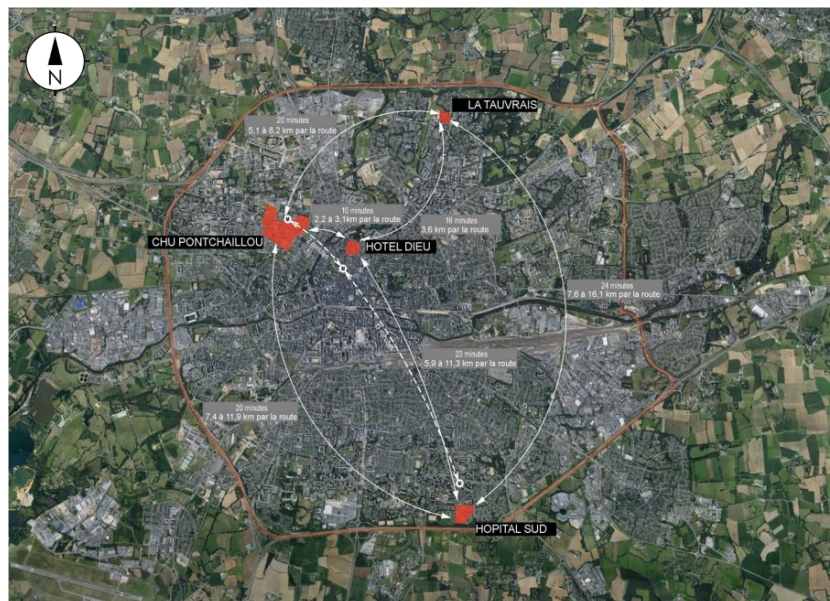 N
LA TAUVRAIS
20 minutes
5,1 à 8,2 km par la route
10 minutes
2,2 à 3,1km par la route
16 minutes
3,6 km par la route
CHU PONTCHAILLOU
HOTEL DIEU
24 minutes
7,6 à 16,1 km par la route
23 minutes
5,9 à 11,3 km par la route
20 minutes
7,4 à 11,9 km par la route
HOPITAL SUD